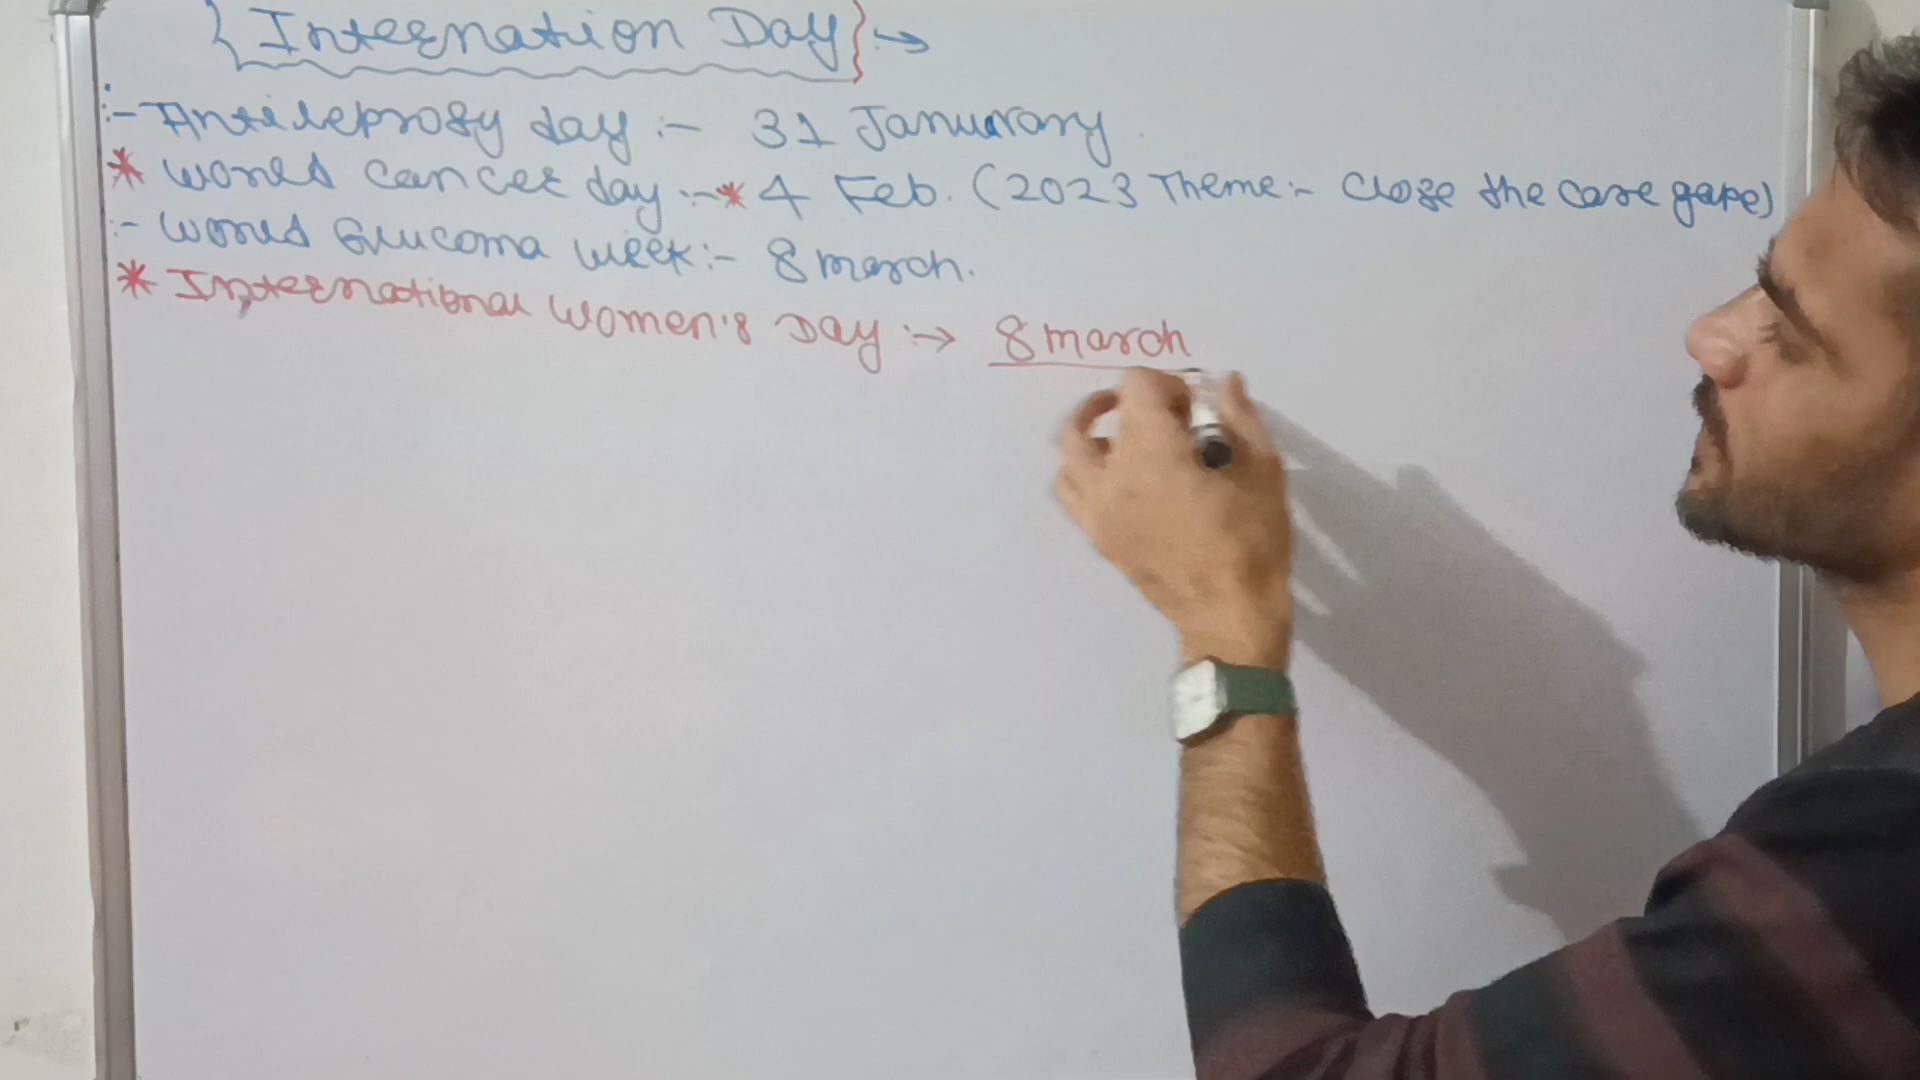 {Internation Day} :→
:- Antileprosy day :- 31 Janurary
* World cancer day :-* 4 Feb. (2023 Theme:- Close the care gape)
:- World Glucoma week:- 8 march.
* International women's Day :→ 8 march